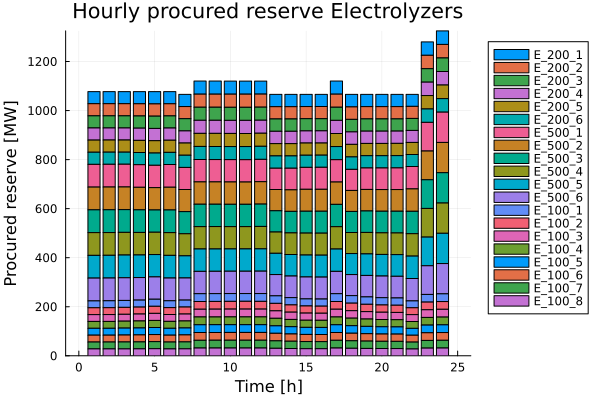 Hourly procured reserve Electrolyzers
Procured reserve [MW]
1200
1000
800
600
400
200
0
0 5 10 15 20 25
Time [h]
E_200_1
E_200_2
E_200_3
E_200_4
E_200_5
E_200_6
E_500_1
E_500_2
E_500_3
E_500_4
E_500_5
E_500_6
E_100_1
E_100_2
E_100_3
E_100_4
E_100_5
E_100_6
E_100_7
E_100_8